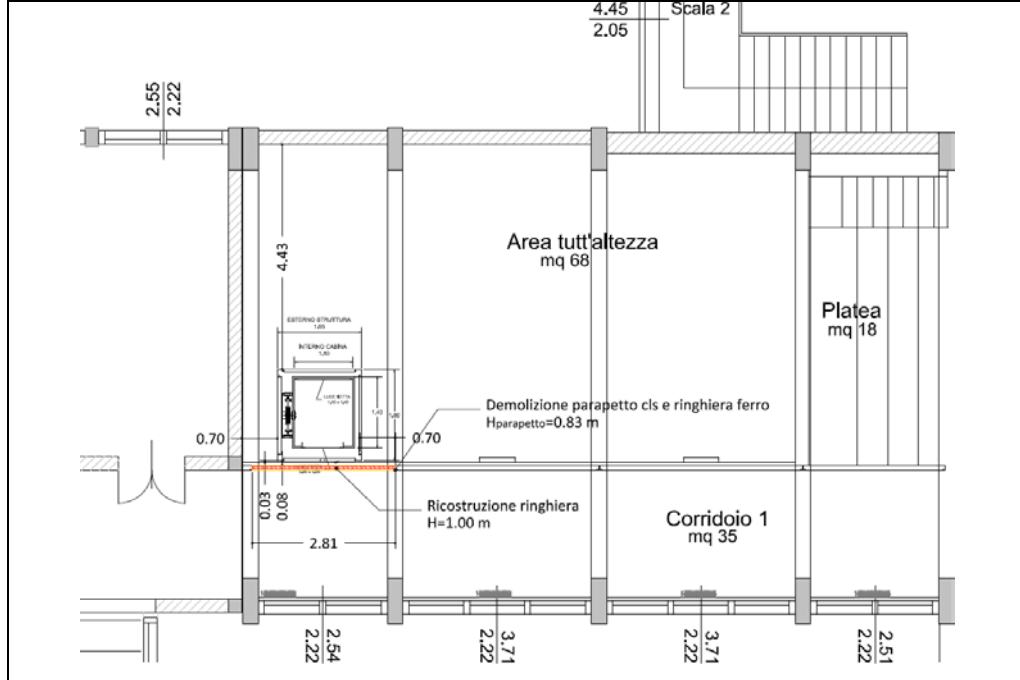 4.45
2.05
Scala 2
2.55
2.22
Area tutt'altezza
mq 68
4.43
ESTERNO STRUTTURA
INTERNO CABINA
Platea
mq 18
0.70
0.70
Demolizione parapetto cls e ringhiera ferro
Hparapetto=0.83 m
0.03
0.08
Ricostruzione ringhiera
H=1.00 m
2.81
Corridoio 1
mq 35
2.54
2.22
3.71
2.22
3.71
2.22
2.51
2.22